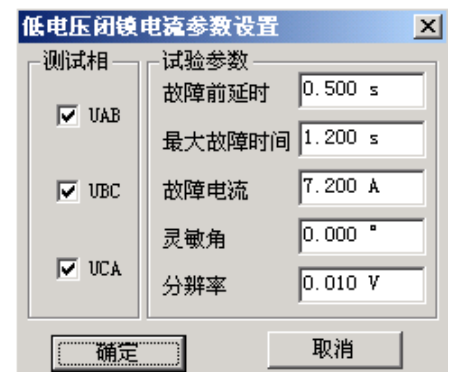 低电压闭锁电流参数设置
测试相
UAB
UBC
UCA
试验参数
故障前延时 0.500 s
最大故障时间 1.200 s
故障电流 7.200 A
灵敏角 0.000 °
分辨率 0.010 V
确定 取消